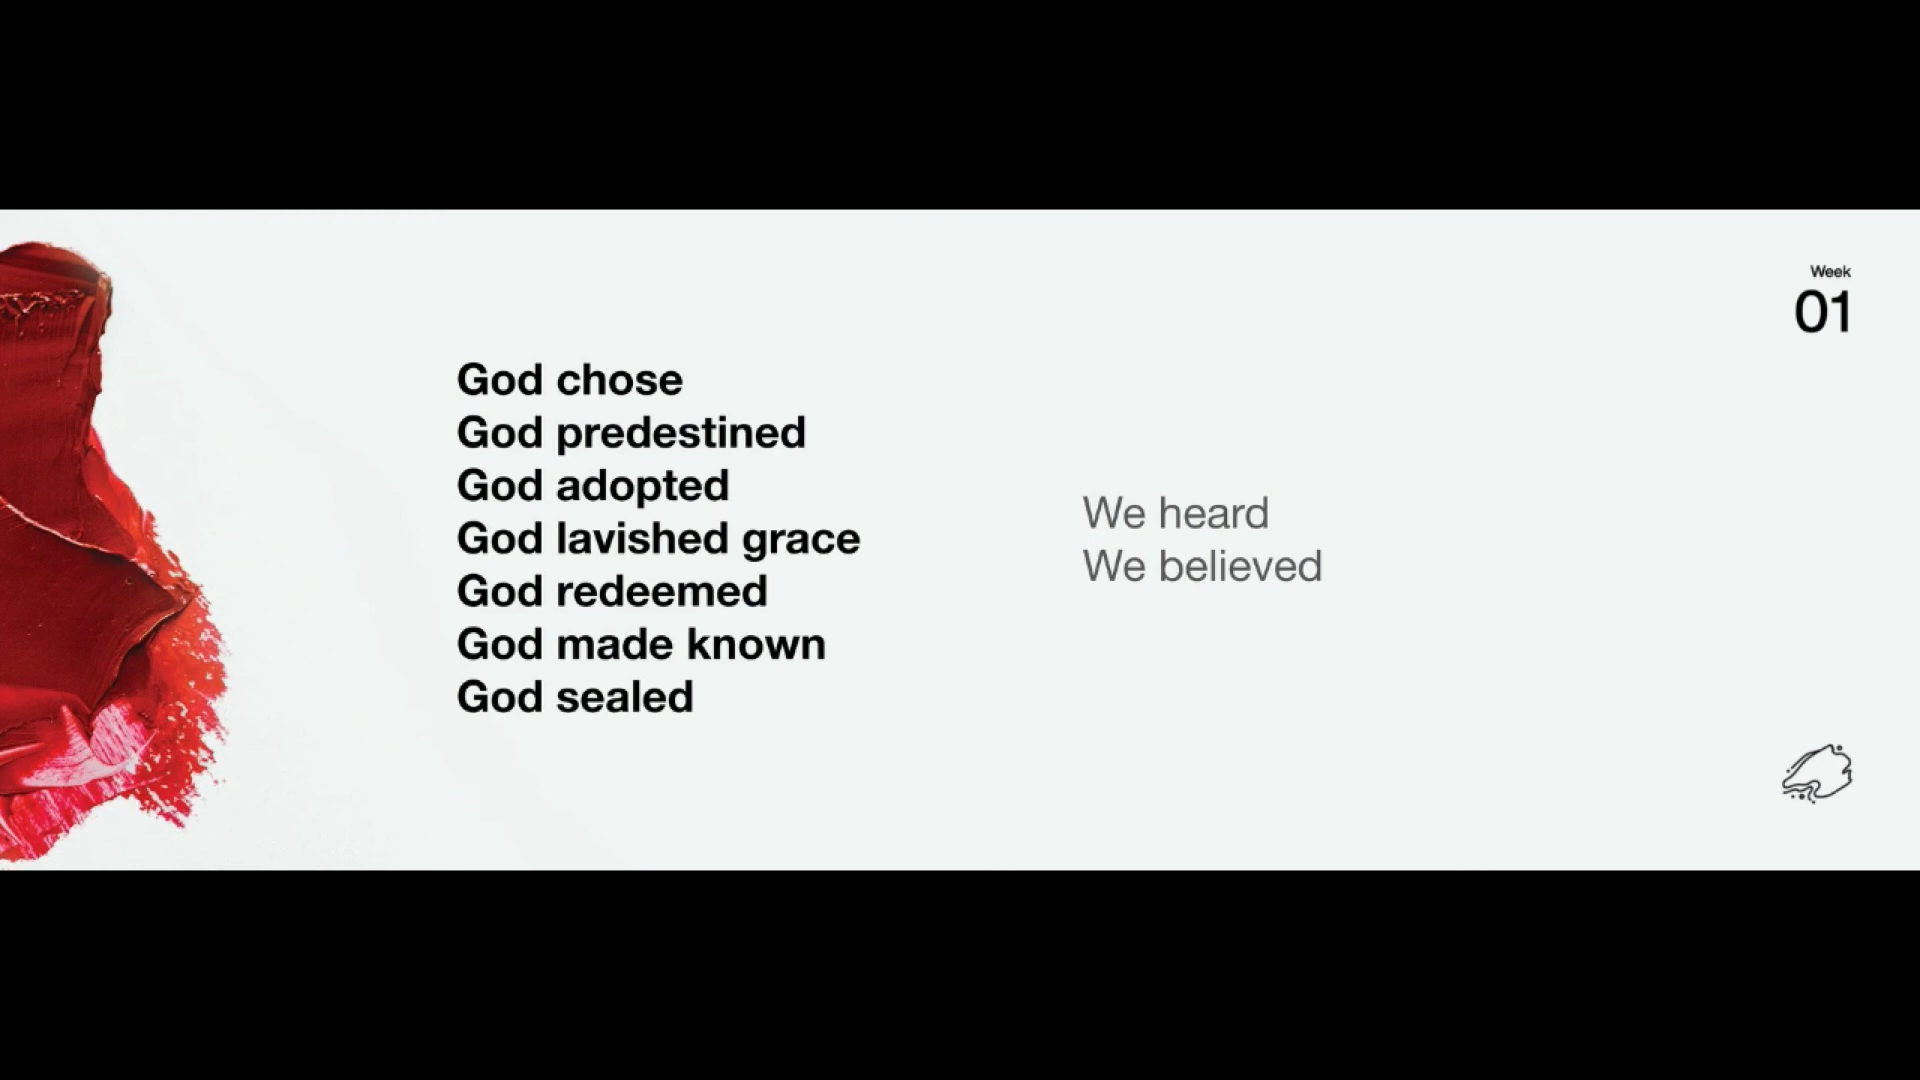 Week
01
God chose
God predestined
God adopted
God lavished grace
God redeemed
God made known
God sealed
We heard
We believed